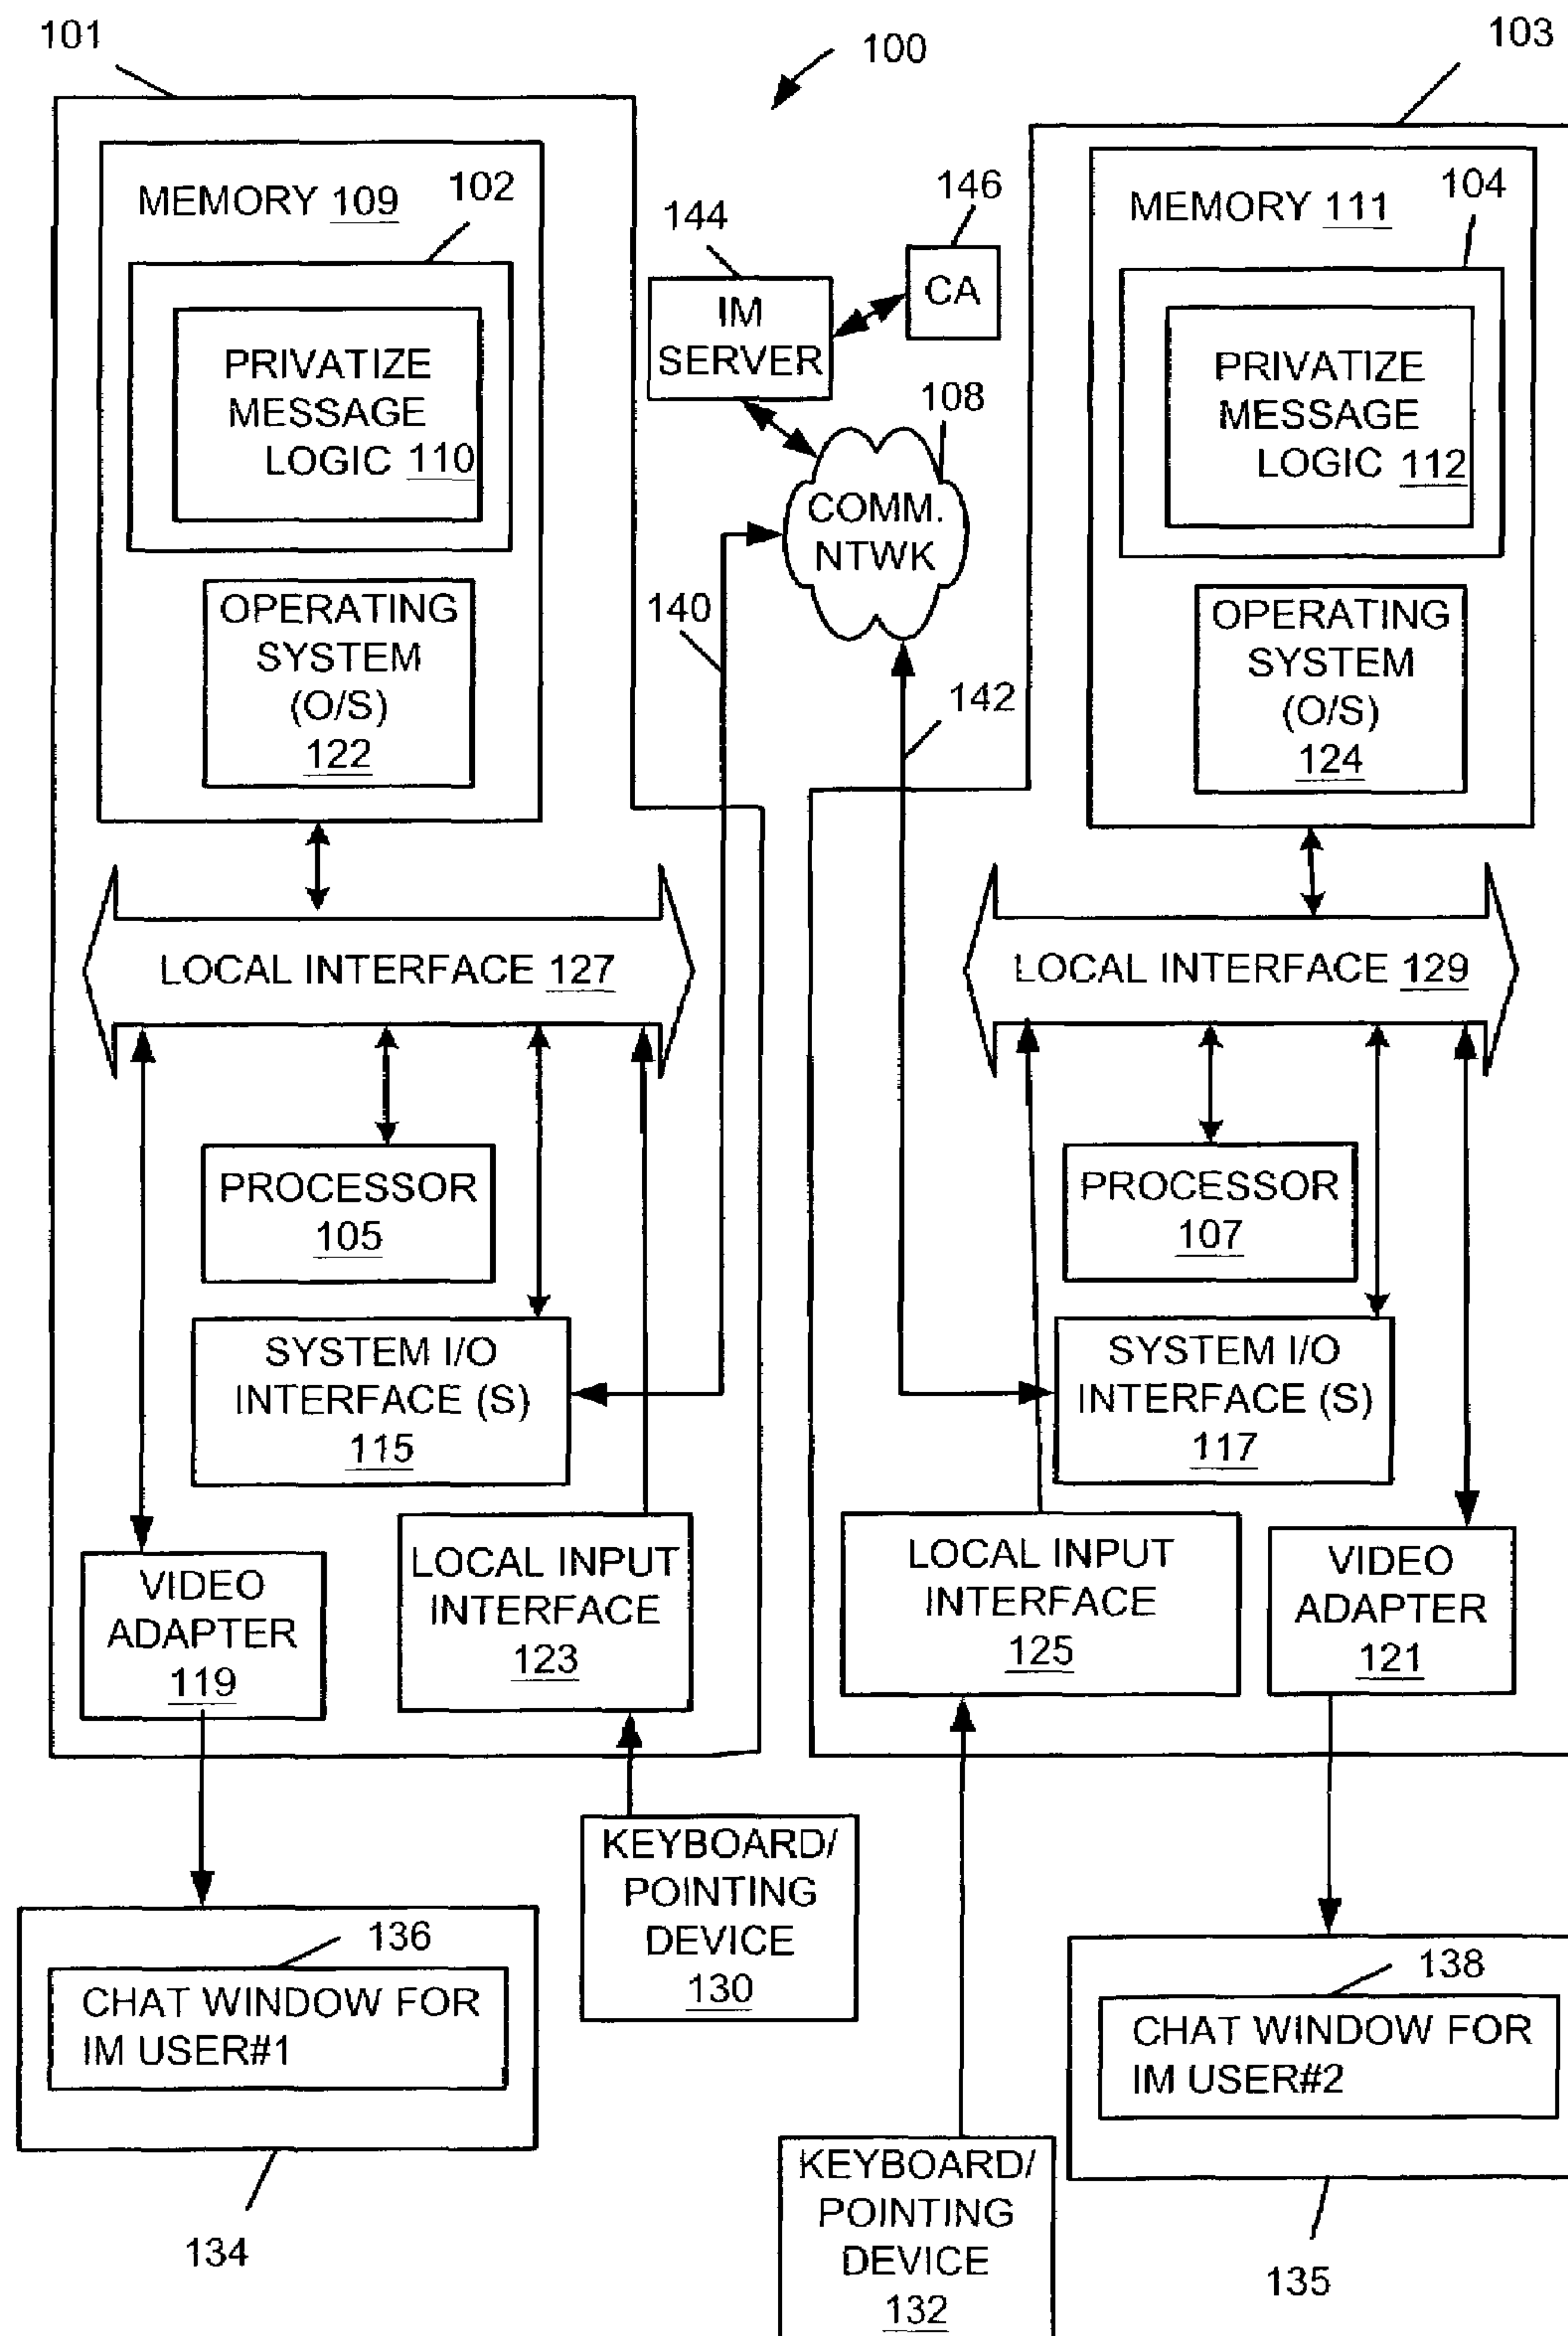 101
100
103
MEMORY 109
102
PRIVATIZE
MESSAGE
LOGIC 110
OPERATING
SYSTEM
(O/S)
122
144
IM
SERVER
146
CA
108
COMM.
NTWK
140
142
MEMORY 111
104
PRIVATIZE
MESSAGE
LOGIC 112
OPERATING
SYSTEM
(O/S)
124
LOCAL INTERFACE 127
PROCESSOR
105
SYSTEM I/O
INTERFACE (S)
115
VIDEO
ADAPTER
119
LOCAL INPUT
INTERFACE
123
LOCAL INTERFACE 129
PROCESSOR
107
SYSTEM I/O
INTERFACE (S)
117
LOCAL INPUT
INTERFACE
125
VIDEO
ADAPTER
121
KEYBOARD/
POINTING
DEVICE
130
136
CHAT WINDOW FOR
IM USER#1
134
138
CHAT WINDOW FOR
IM USER#2
135
KEYBOARD/
POINTING
DEVICE
132